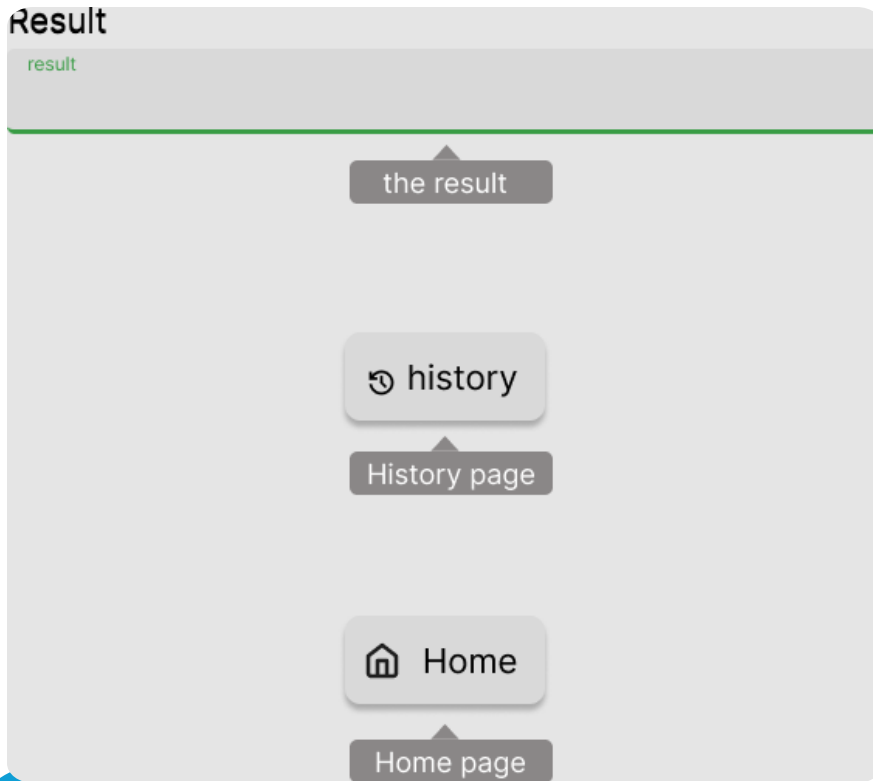 Result
result
the result
history
History page
Home
Home page